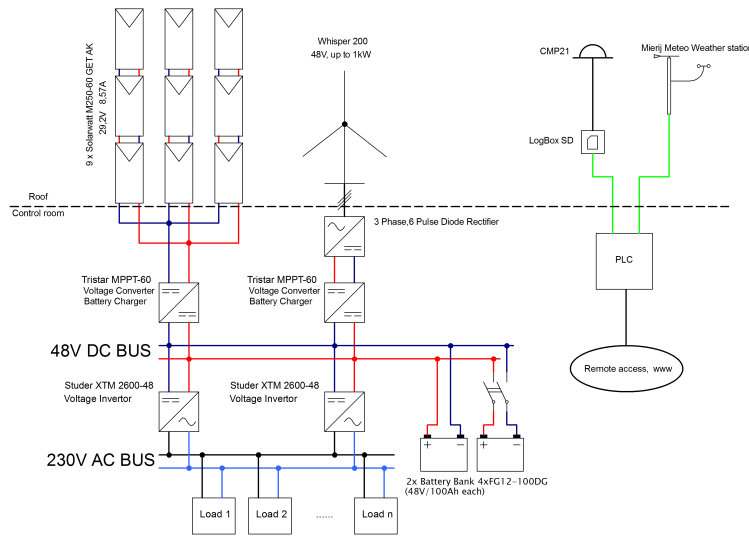 Whisper 200
48V, up to 1kW
CMP21
Mierij Meteo Weather station
9 x Solarwatt M250-60 GET AK
29,2V 8,57A
LogBox SD
Roof
Control room
3 Phase,6 Pulse Diode Rectifier
PLC
Tristar MPPT-60
Voltage Converter
Battery Charger
Tristar MPPT-60
Voltage Converter
Battery Charger
48V DC BUS
Remote access, www
Studer XTM 2600-48
Voltage Invertor
Studer XTM 2600-48
Voltage Invertor
+ −
+ −
230V AC BUS
2x Battery Bank 4xFG12-100DG
(48V/100Ah each)
Load 1
Load 2
......
Load n